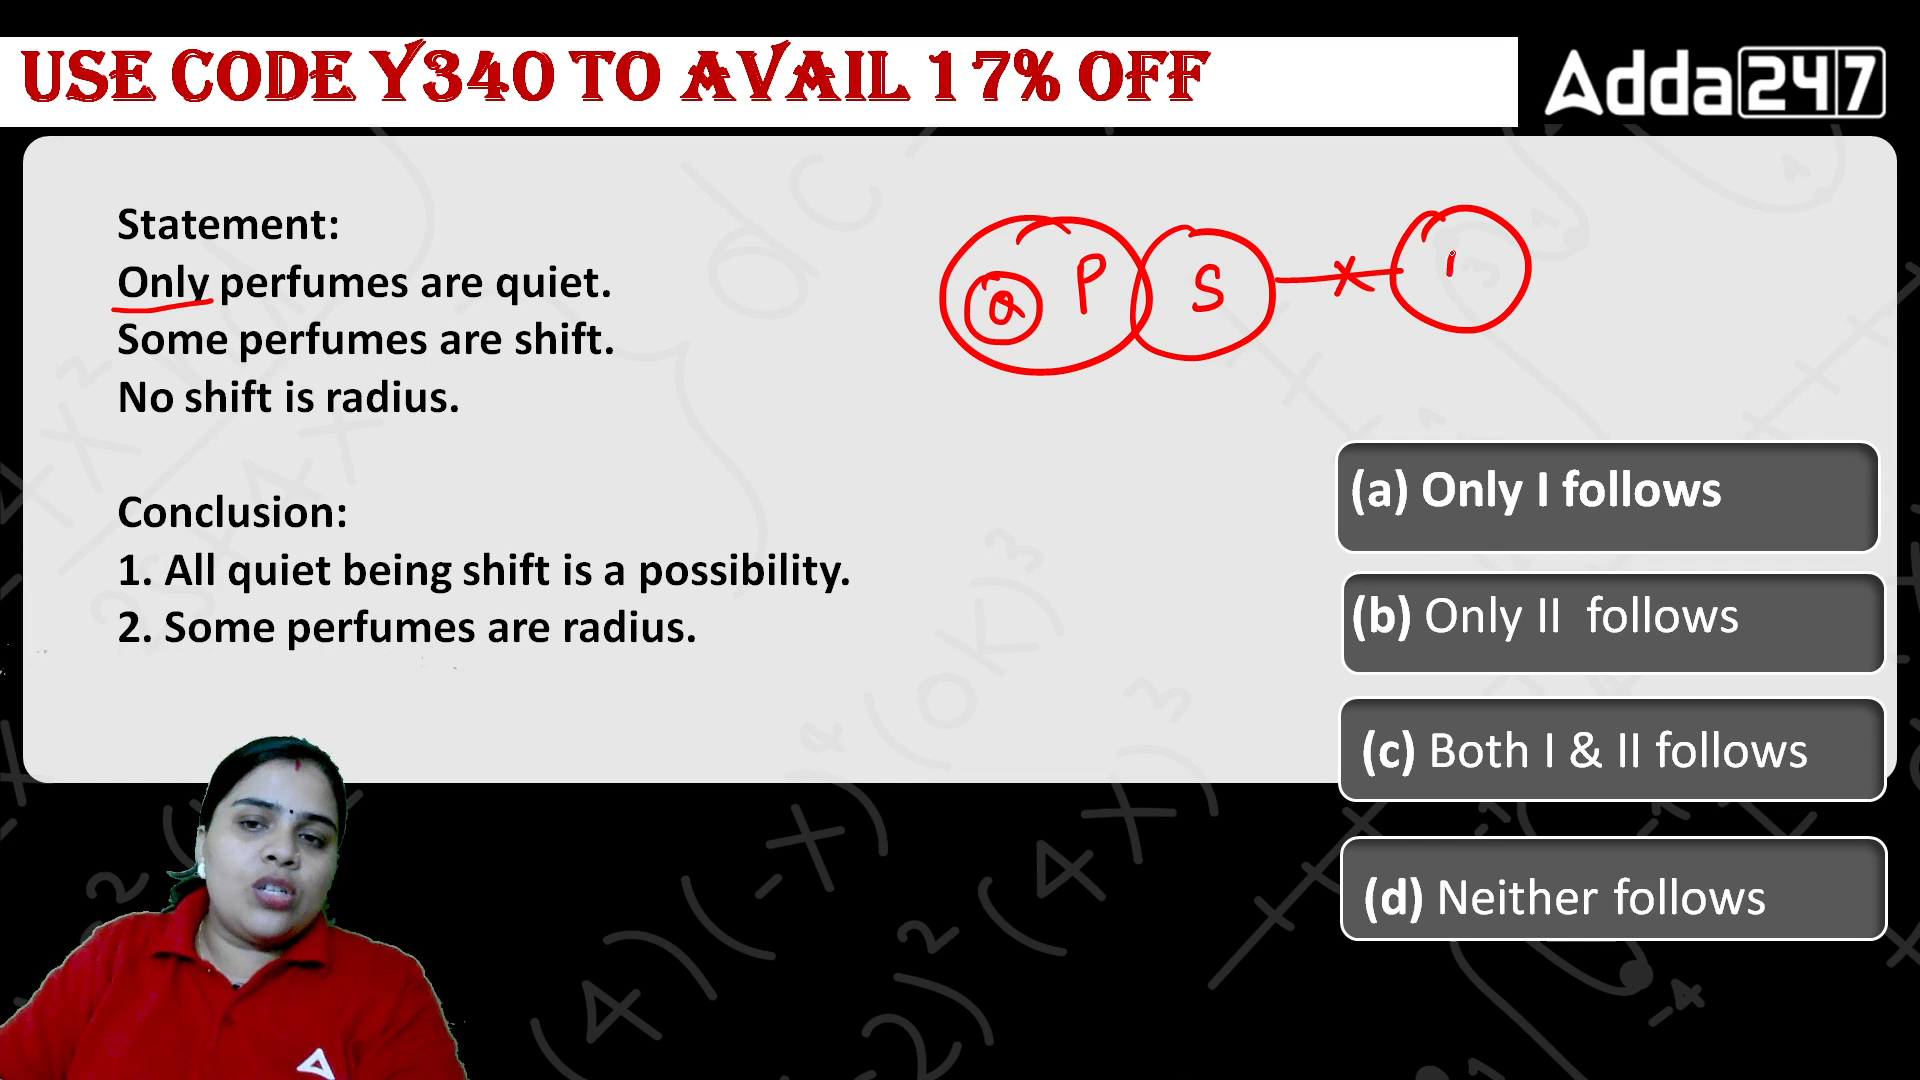 USE CODE Y340 TO AVAIL 17% OFF
Adda247
Statement:
Only perfumes are quiet.
Some perfumes are shift.
No shift is radius.
Conclusion:
1. All quiet being shift is a possibility.
2. Some perfumes are radius.
Q P S
(a) Only I follows
(b) Only II follows
(c) Both I & II follows
(d) Neither follows